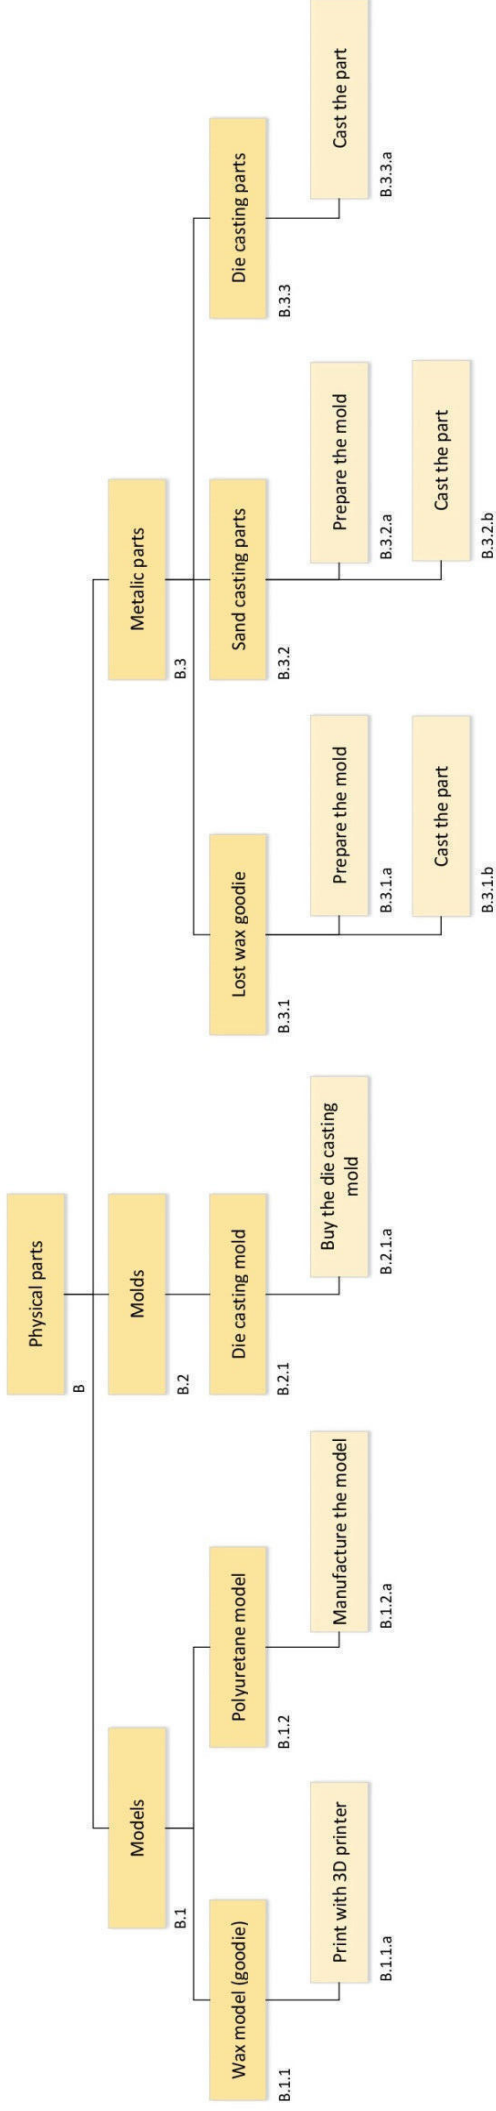 Physical parts
B
Models
B.1
Molds
B.2
Metalic parts
B.3
Wax model (goodie)
B.1.1
Polyuretane model
B.1.2
Die casting mold
B.2.1
Lost wax goodie
B.3.1
Sand casting parts
B.3.2
Die casting parts
B.3.3
Print with 3D printer
B.1.1.a
Manufacture the model
B.1.2.a
Buy the die casting
mold
B.2.1.a
Prepare the mold
B.3.1.a
Prepare the mold
B.3.2.a
Cast the part
B.3.3.a
Cast the part
B.3.1.b
Cast the part
B.3.2.b